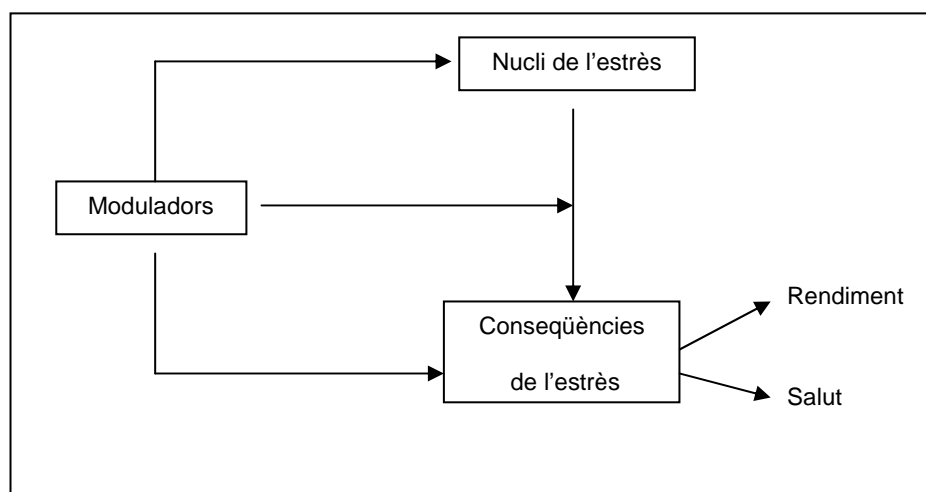 Nucli de l’estrès
Moduladors
Rendiment
Conseqüències
de l’estrès
Salut